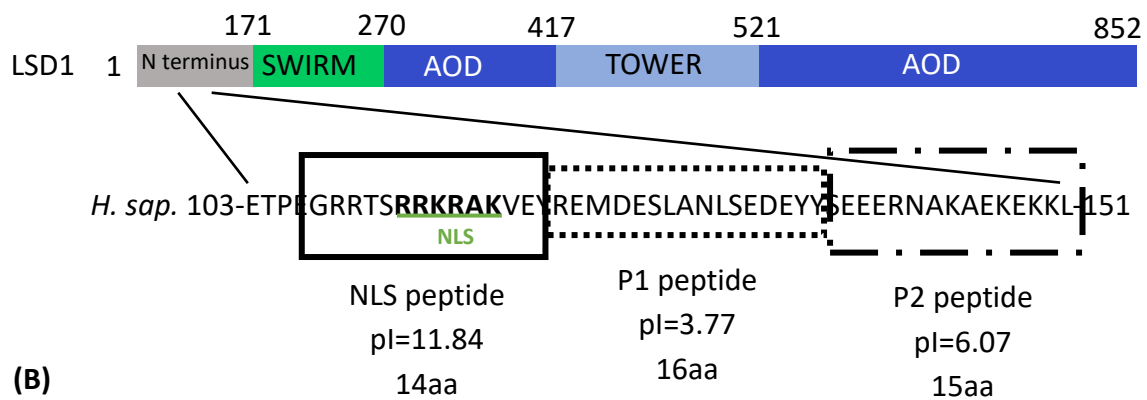 171 270 417 521 852
LSD1 1 N terminus SWIRM AOD TOWER AOD
H. sap. 103-ETPEGRRTSRRKRAKVEYREMDESLANLSEDEYYSEEERNAKAEKEKKL-151
NLS
NLS peptide P1 peptide P2 peptide
pI=11.84 pI=3.77 pI=6.07
14aa 16aa 15aa
(B)